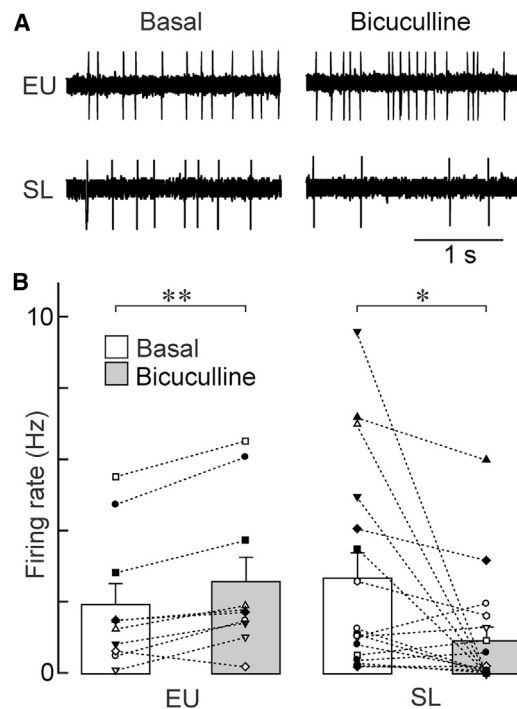 A
Basal
Bicuculline
EU
SL
1 s
B
**
*
10
Basal
Bicuculline
Firing rate (Hz)
0
EU
SL